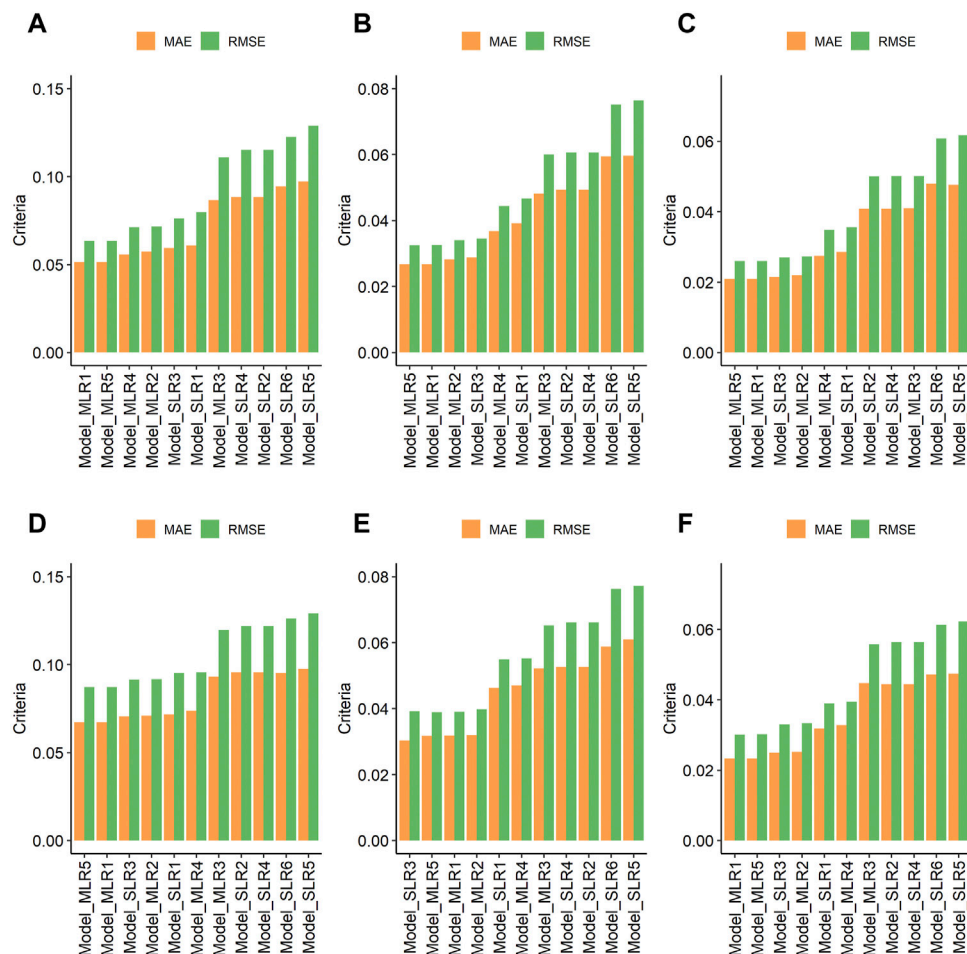 A
MAE RMSE
Criteria
0.15
0.10
0.05
0.00
Model_MLR1
Model_MLR5
Model_MLR4
Model_MLR2
Model_SLR3
Model_SLR1
Model_MLR3
Model_SLR4
Model_SLR2
Model_SLR6
Model_SLR5
B
MAE RMSE
Criteria
0.08
0.06
0.04
0.02
0.00
Model_MLR5
Model_MLR1
Model_MLR2
Model_SLR3
Model_MLR4
Model_SLR1
Model_MLR3
Model_SLR2
Model_SLR4
Model_SLR6
Model_SLR5
C
MAE RMSE
Criteria
0.06
0.04
0.02
0.00
Model_MLR5
Model_MLR1
Model_SLR3
Model_MLR2
Model_MLR4
Model_SLR1
Model_SLR2
Model_SLR4
Model_MLR3
Model_SLR6
Model_SLR5
D
MAE RMSE
Criteria
0.15
0.10
0.05
0.00
Model_MLR5
Model_MLR1
Model_SLR3
Model_MLR2
Model_SLR1
Model_MLR4
Model_MLR3
Model_SLR2
Model_SLR4
Model_SLR6
Model_SLR5
E
MAE RMSE
Criteria
0.08
0.06
0.04
0.02
0.00
Model_SLR3
Model_MLR5
Model_MLR1
Model_MLR2
Model_SLR1
Model_MLR4
Model_MLR3
Model_SLR4
Model_SLR2
Model_SLR6
Model_SLR5
F
MAE RMSE
Criteria
0.06
0.04
0.02
0.00
Model_MLR1
Model_MLR5
Model_SLR3
Model_MLR2
Model_SLR1
Model_MLR4
Model_MLR3
Model_SLR2
Model_SLR4
Model_SLR6
Model_SLR5